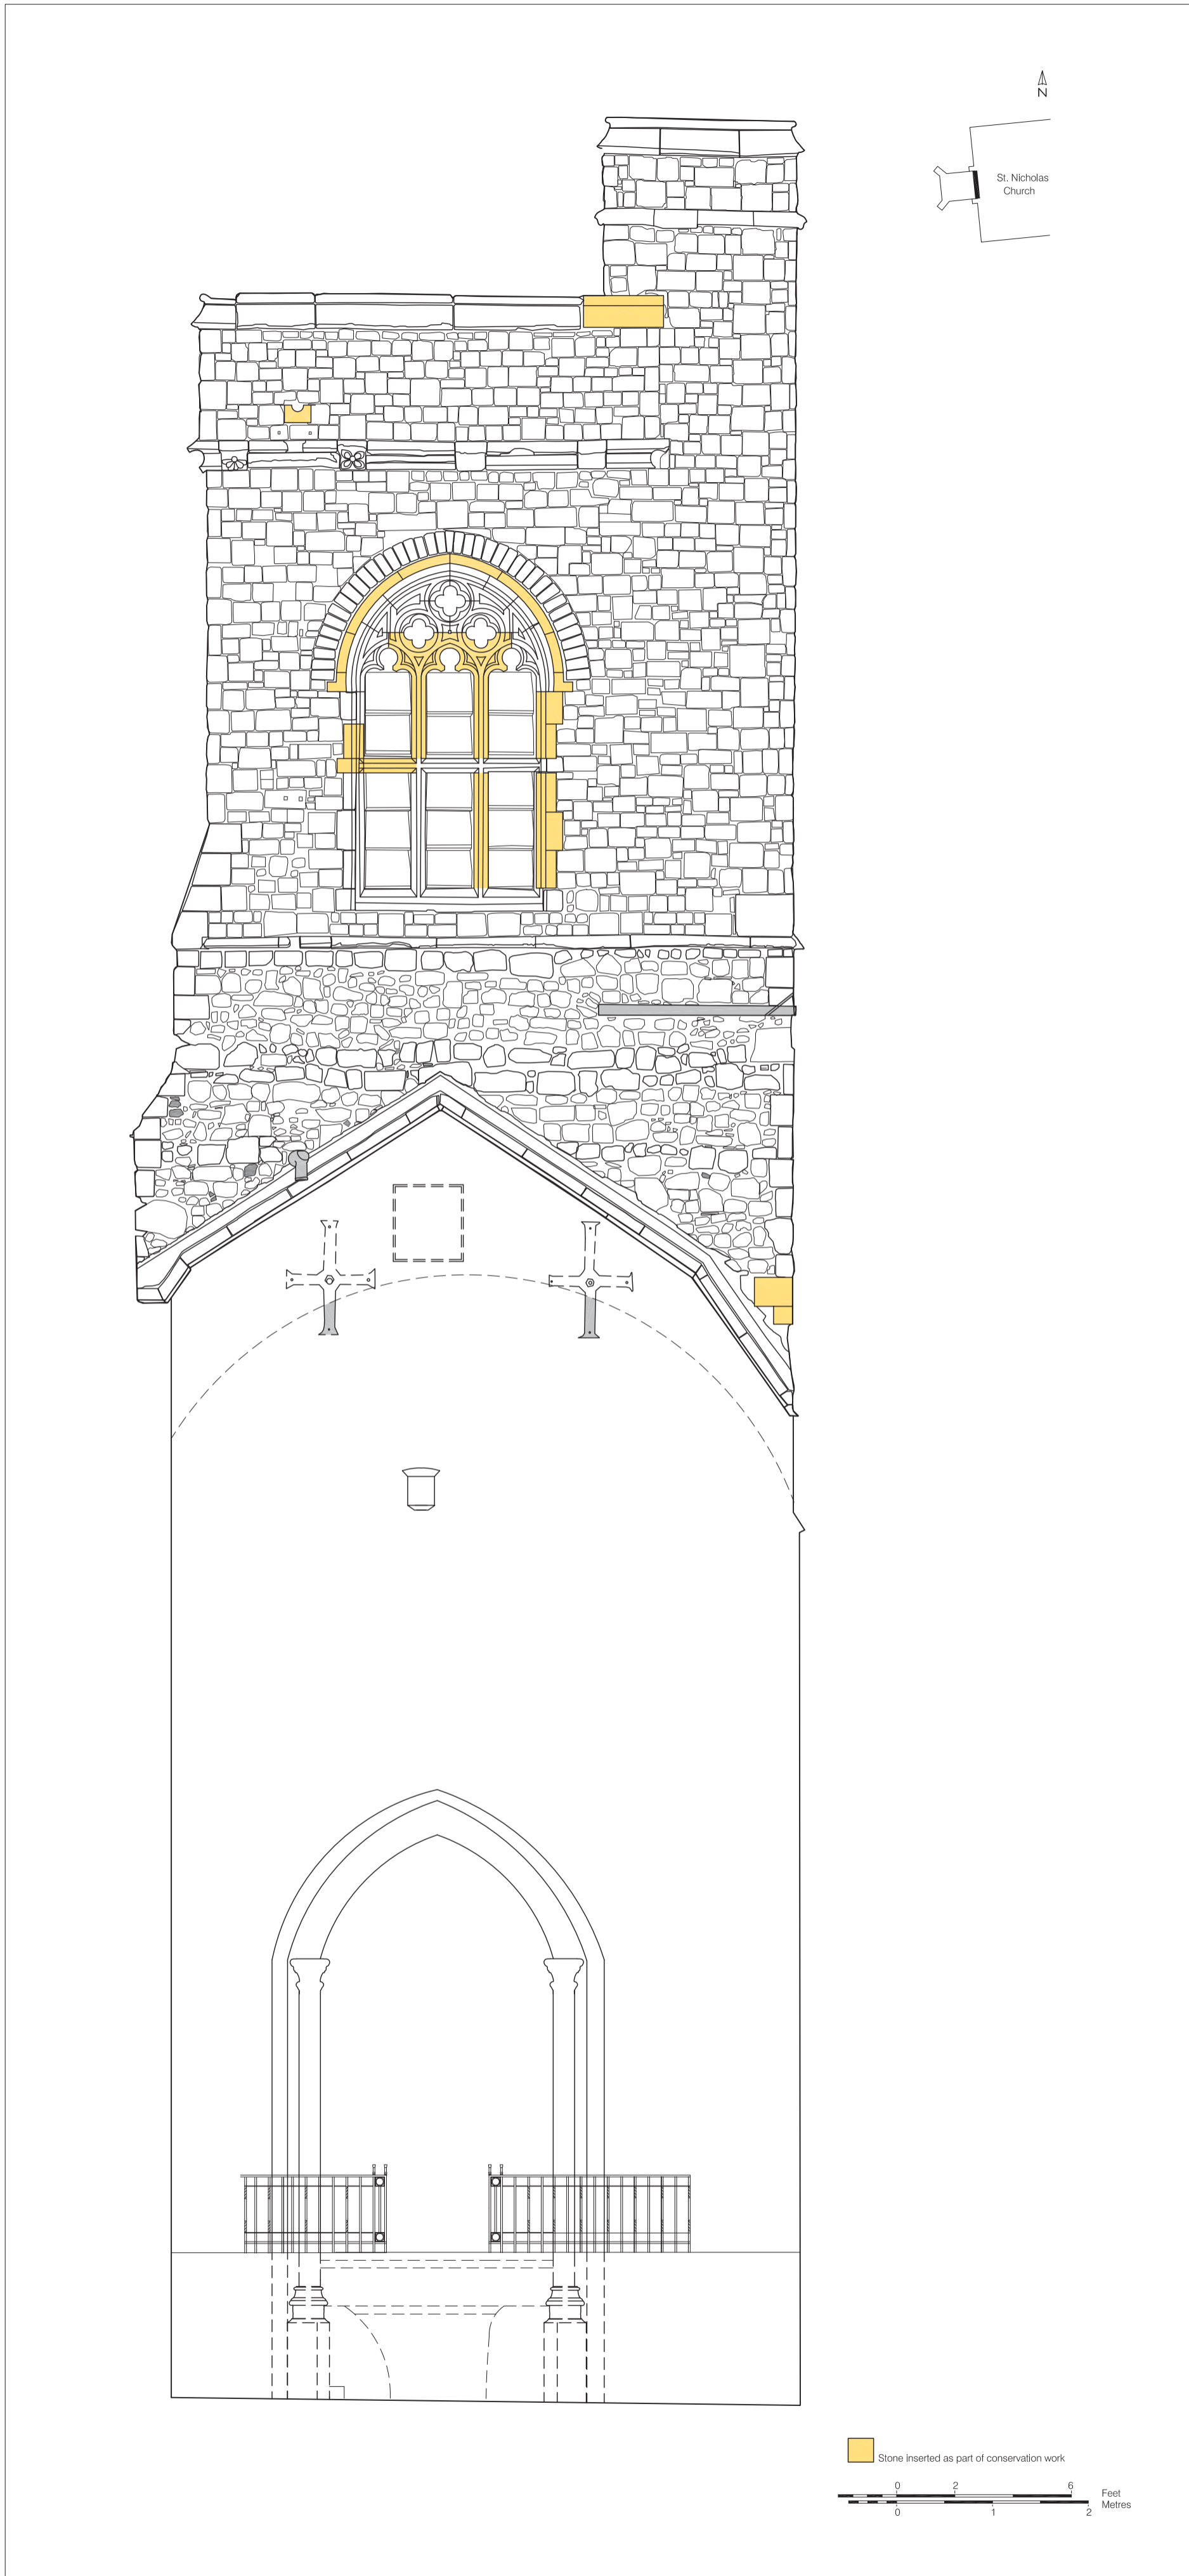 N
St. Nicholas
Church
Stone inserted as part of conservation work
0 2 6
Feet
Metres
0 1 2